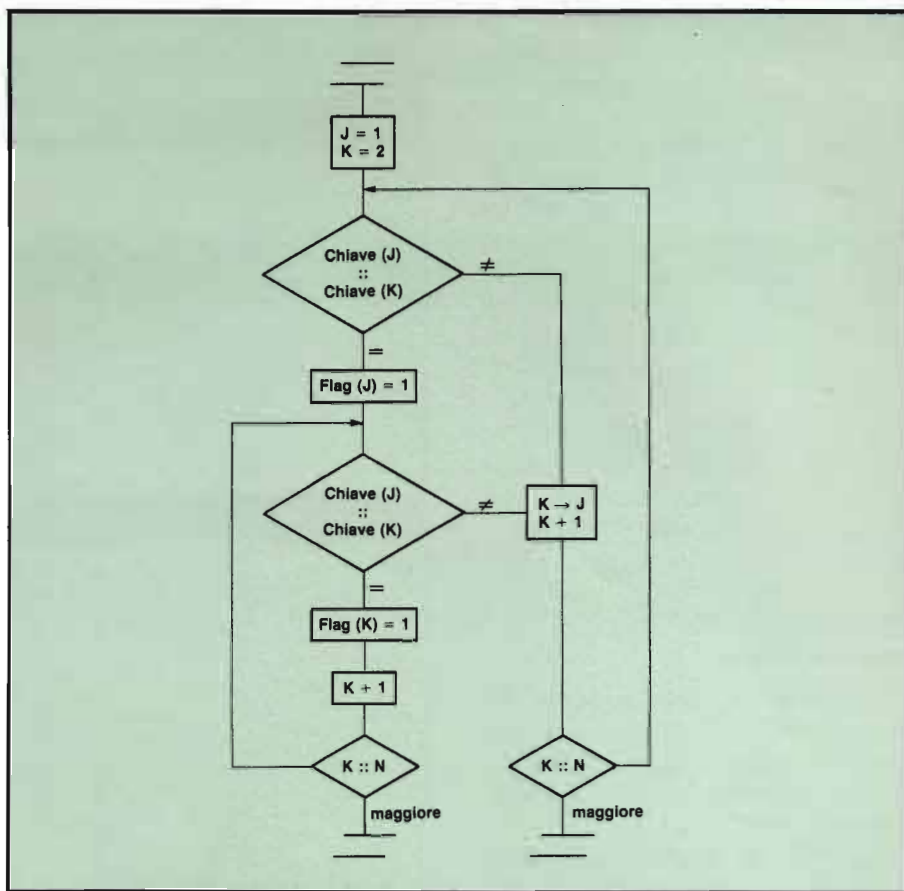 J = 1
K = 2
Chiave (J)
::
Chiave (K)
≠
=
Flag (J) = 1
Chiave (J)
::
Chiave (K)
≠
K → J
K + 1
=
Flag (K) = 1
K + 1
K :: N
K :: N
maggiore
maggiore